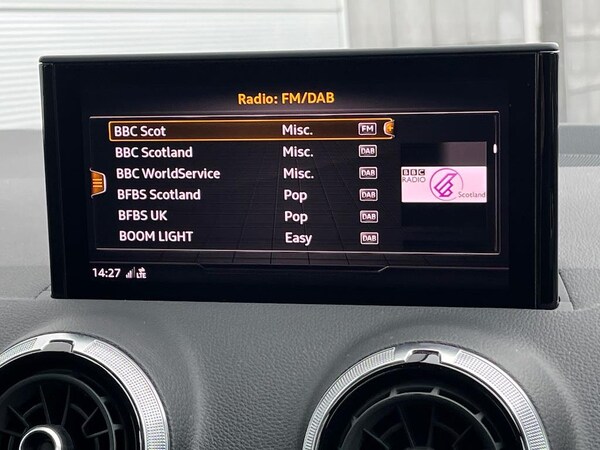 Radio: FM/DAB
BBC Scot Misc. FM
BBC Scotland Misc. DAB
BBC WorldService Misc. DAB
BFBS Scotland Pop DAB
BFBS UK Pop DAB
BOOM LIGHT Easy DAB
BBC
RADIO
Scotland
14:27 LTE